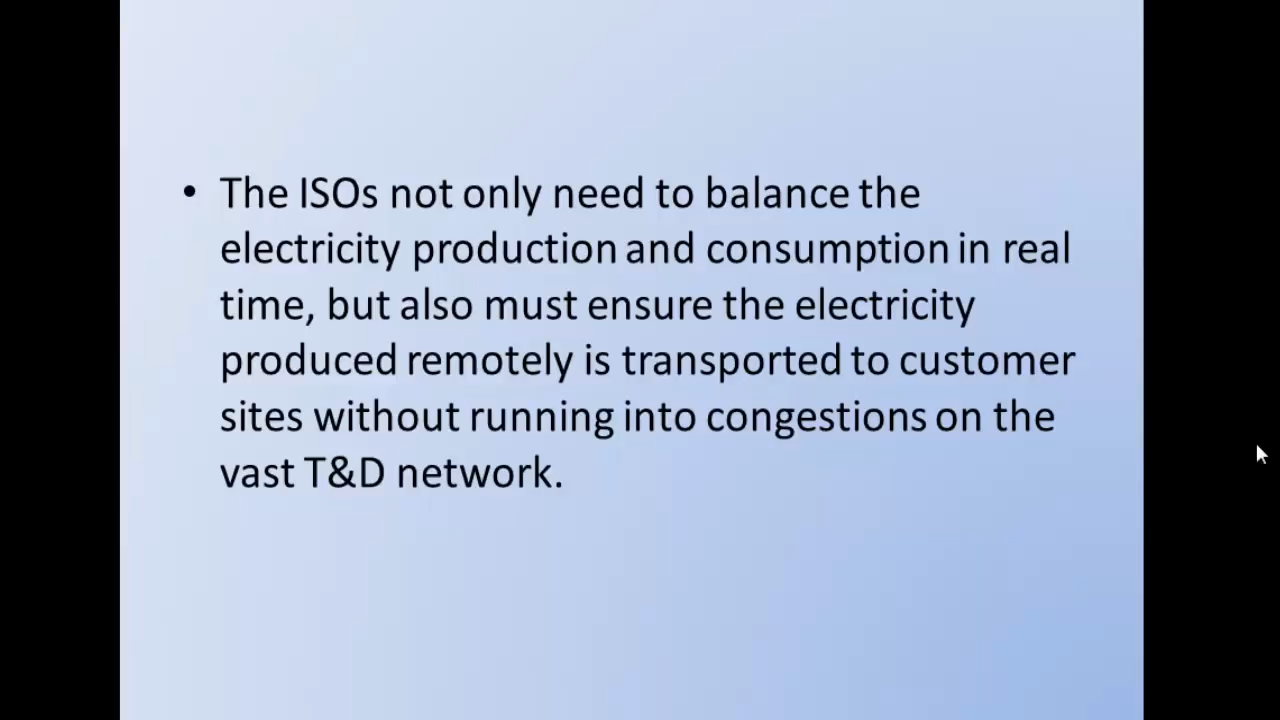 • The ISOs not only need to balance the
electricity production and consumption in real
time, but also must ensure the electricity
produced remotely is transported to customer
sites without running into congestions on the
vast T&D network.